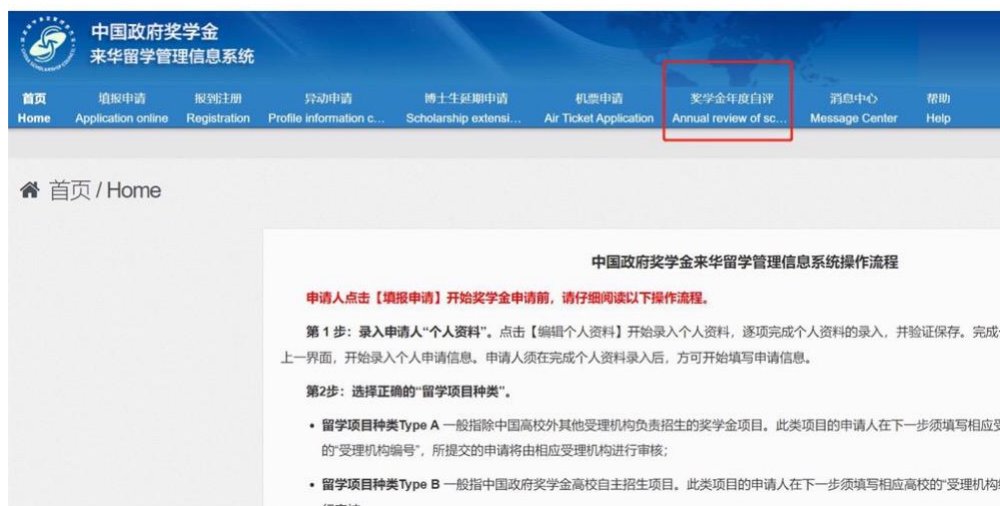 中国政府奖学金
来华留学管理信息系统
首页 填报申请 报到注册 异动申请 博士生延期申请 机票申请 奖学金年度自评 消息中心 帮助
Home Application online Registration Profile information c... Scholarship extensi... Air Ticket Application Annual review of sc... Message Center Help
首页 / Home
中国政府奖学金来华留学管理信息系统操作流程
申请人点击【填报申请】开始奖学金申请前，请仔细阅读以下操作流程。
第 1 步：录入申请人“个人资料”。点击【编辑个人资料】开始录入个人资料，逐项完成个人资料的录入，并验证保存。完成
上一界面，开始录入个人申请信息。申请人须在完成个人资料录入后，方可开始填写申请信息。
第2步：选择正确的“留学项目种类”。
• 留学项目种类Type A 一般指除中国高校外其他受理机构负责招生的奖学金项目。此类项目的申请人在下一步须填写相应受
的“受理机构编号”，所提交的申请将由相应受理机构进行审核；
• 留学项目种类Type B 一般指中国政府奖学金高校自主招生项目。此类项目的申请人在下一步须填写相应高校的“受理机构